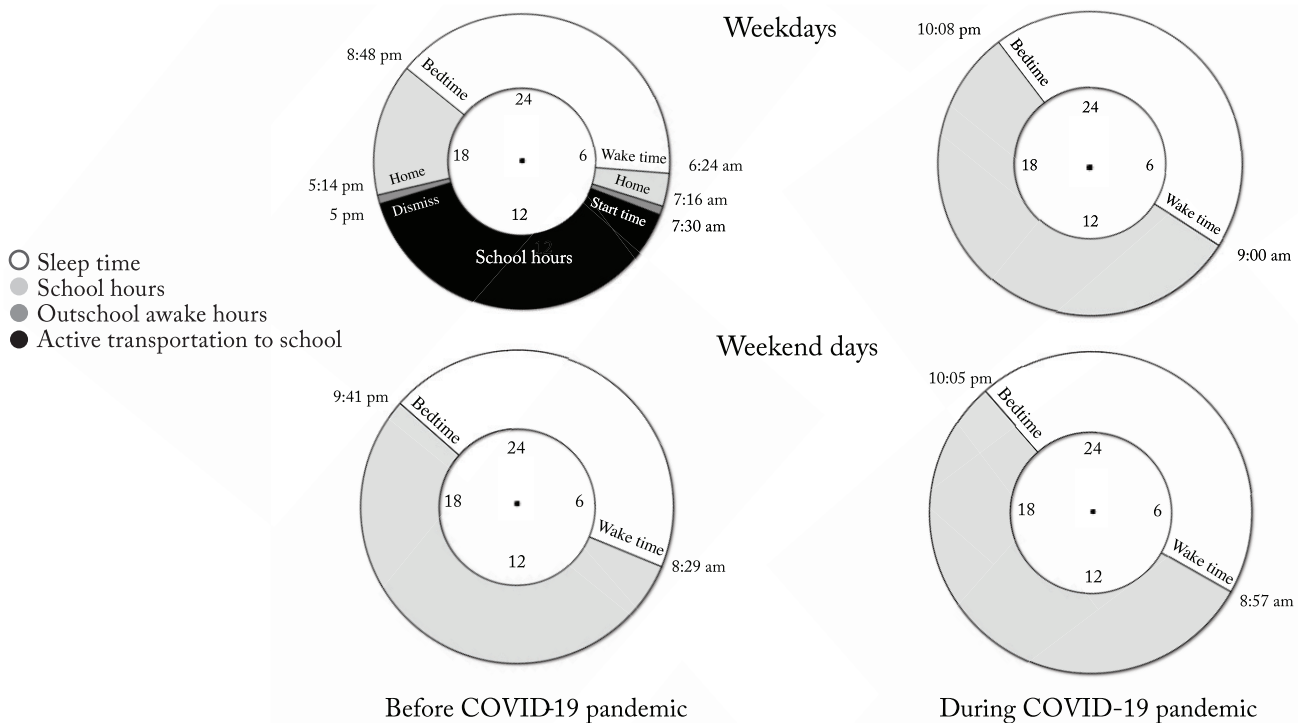 Weekdays
8:48 pm
Bedtime
24
18
6
12
Wake time
6:24 am
Home
7:16 am
Start time
7:30 am
Home
5:14 pm
Dismiss
5 pm
12
School hours
10:08 pm
Bedtime
24
18
6
12
Wake time
9:00 am
Sleep time
School hours
Outschool awake hours
Active transportation to school
Weekend days
9:41 pm
Bedtime
24
18
6
12
Wake time
8:29 am
10:05 pm
Bedtime
24
18
6
12
Wake time
8:57 am
Before COVID-19 pandemic
During COVID-19 pandemic